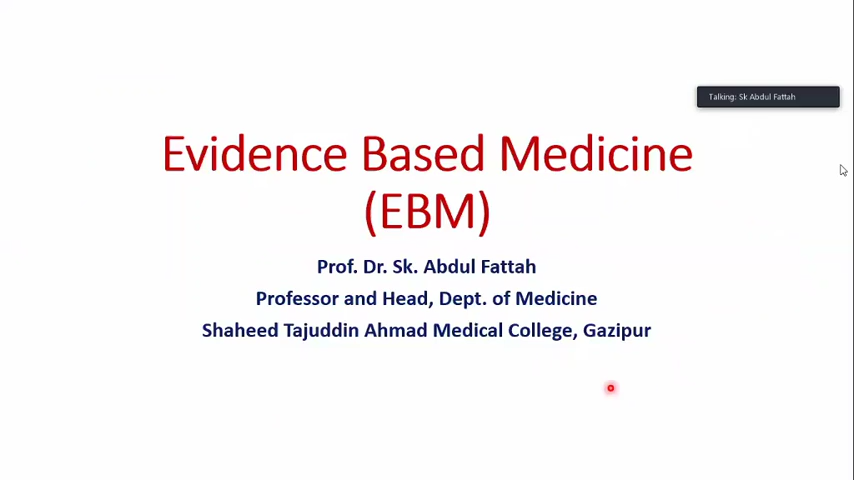 Talking: Sk Abdul Fattah
Evidence Based Medicine
(EBM)
Prof. Dr. Sk. Abdul Fattah
Professor and Head, Dept. of Medicine
Shaheed Tajuddin Ahmad Medical College, Gazipur